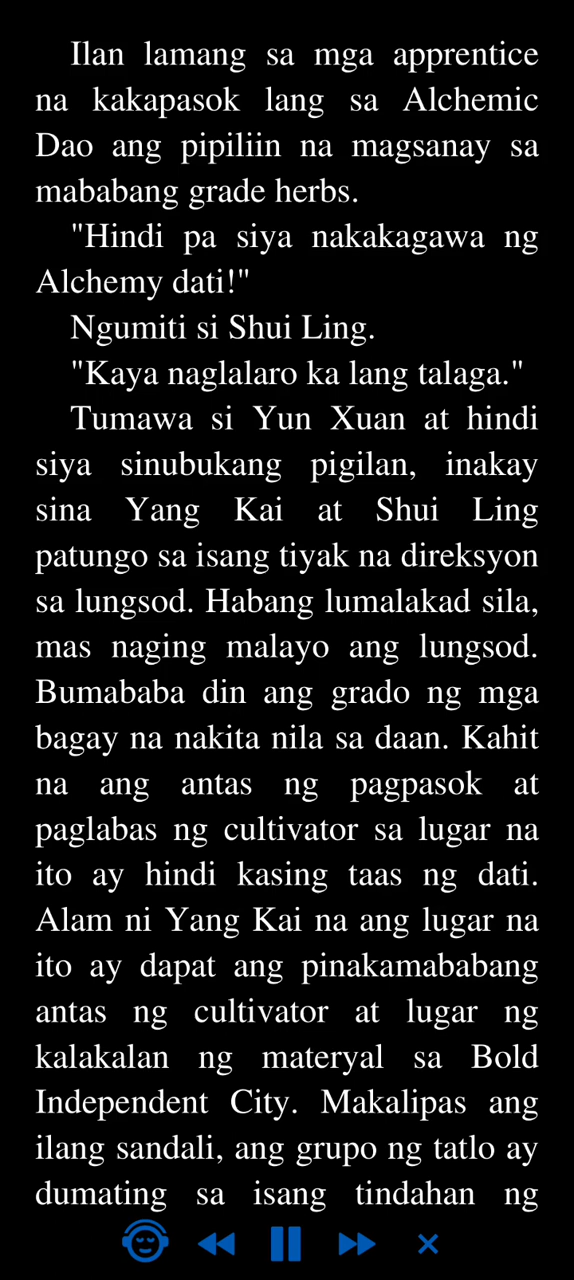 Ilan lamang sa mga apprentice
na kakapasok lang sa Alchemic
Dao ang pipiliin na magsanay sa
mababang grade herbs.
"Hindi pa siya nakakagawa ng
Alchemy dati!"
Ngumiti si Shui Ling.
"Kaya naglalaro ka lang talaga."
Tumawa si Yun Xuan at hindi
siya sinubukang pigilan, inakay
sina Yang Kai at Shui Ling
patungo sa isang tiyak na direksyon
sa lungsod. Habang lumalakad sila,
mas naging malayo ang lungsod.
Bumababa din ang grado ng mga
bagay na nakita nila sa daan. Kahit
na ang antas ng pagpasok at
paglabas ng cultivator sa lugar na
ito ay hindi kasing taas ng dati.
Alam ni Yang Kai na ang lugar na
ito ay dapat ang pinakamababang
antas ng cultivator at lugar ng
kalakalan ng materyal sa Bold
Independent City. Makalipas ang
ilang sandali, ang grupo ng tatlo ay
dumating sa isang tindahan ng